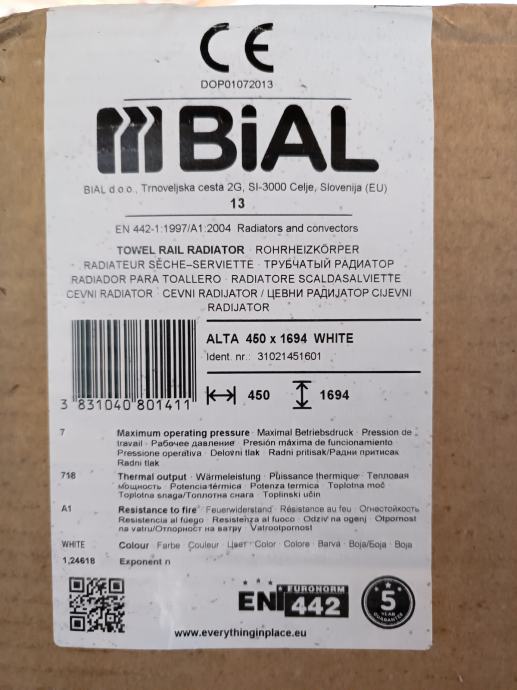 CE
DOP01072013
BiAL
BIAL d.o.o., Trnoveljska cesta 2G, SI-3000 Celje, Slovenija (EU)
13
EN 442-1:1997/A1:2004 Radiators and convectors
TOWEL RAIL RADIATOR · ROHRHEIZKÖRPER
RADIATEUR SÈCHE–SERVIETTE · ТРУБЧАТЫЙ РАДИАТОР
RADIADOR PARA TOALLERO · RADIATORE SCALDASALVIETTE
CEVNI RADIATOR · CEVNI RADIJATOR / ЦЕВНИ РАДИЈАТОР CIJEVNI
RADIJATOR
ALTA 450 x 1694 WHITE
Ident. nr.: 31021451601
450 1694
3 831040 801411
7 Maximum operating pressure · Maximal Betriebsdruck · Pression de
travail · Рабочее давление · Presión máxima de funcionamiento
Pressione operativa · Delovni tlak · Radni pritisak/Радни притисак
Radni tlak
718 Thermal output · Wärmeleistung · Puissance thermique · Тепловая
мощность · Potencia térmica · Potenza termica · Toplotna moč
Toplotna snaga/Топлотна снага · Toplinski učin
A1 Resistance to fire · Feuerwiderstand · Résistance au feu · Огнестойкость
Resistencia al fuego · Resistenza al fuoco · Odziv na ogenj · Otpornost
na vatru/Отпорност на ватру · Vatrootpornost
WHITE Colour · Farbe · Couleur · Цвет · Color · Colore · Barva · Boja/Боја · Boja
1,24618 Exponent n
EN EURONORM
442
5
YEAR
GUARANTEE
www.everythinginplace.eu